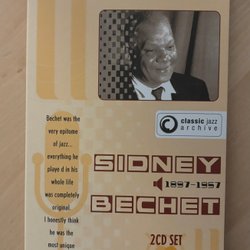 classic jazz
archive
Bechet was the
very epitome
of jazz...
everything he
playe d in his
whole life
was completely
original.
I honestly think
he was the
most unique
SIDNEY
1897-1957
BECHET
2CD SET